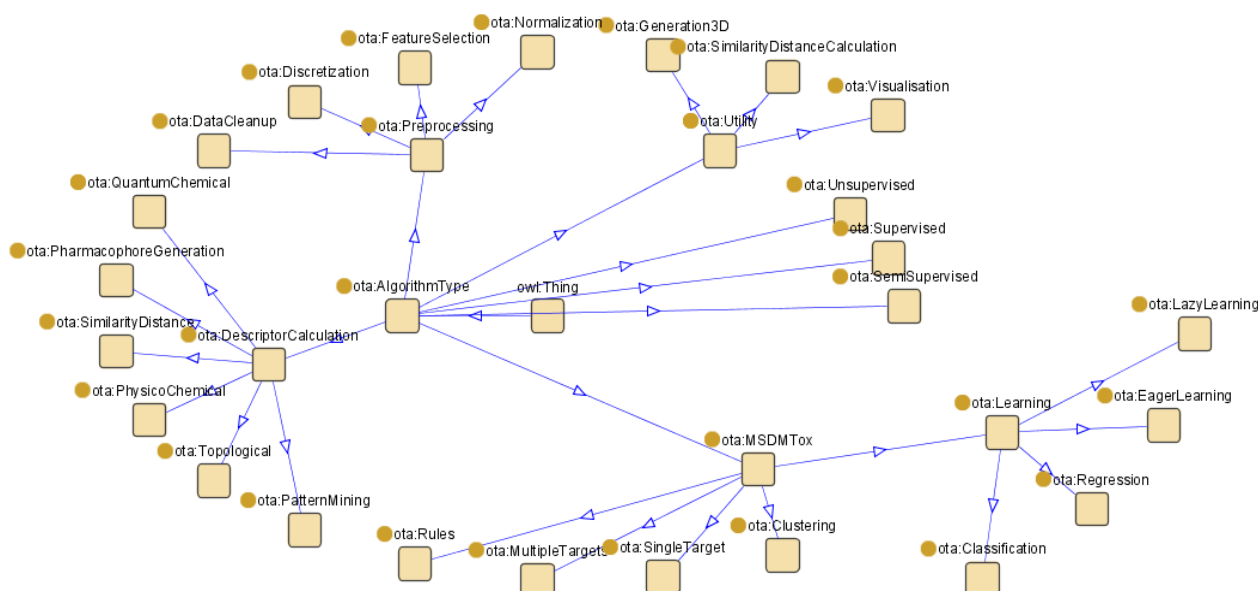 ota:Normalization
ota:Generation3D
ota:FeatureSelection
ota:SimilarityDistanceCalculation
ota:Discretization
ota:Visualisation
ota:DataCleanup
ota:Preprocessing
ota:Utility
ota:QuantumChemical
ota:Unsupervised
ota:Supervised
ota:PharmacophoreGeneration
ota:SemiSupervised
ota:AlgorithmType
owl:Thing
ota:LazyLearning
ota:SimilarityDistance
ota:DescriptorCalculation
ota:PhysicoChemical
ota:EagerLearning
ota:Learning
ota:MSDMTox
ota:Topological
ota:Regression
ota:PatternMining
ota:Rules
ota:Clustering
ota:MultipleTargets
ota:SingleTarget
ota:Classification